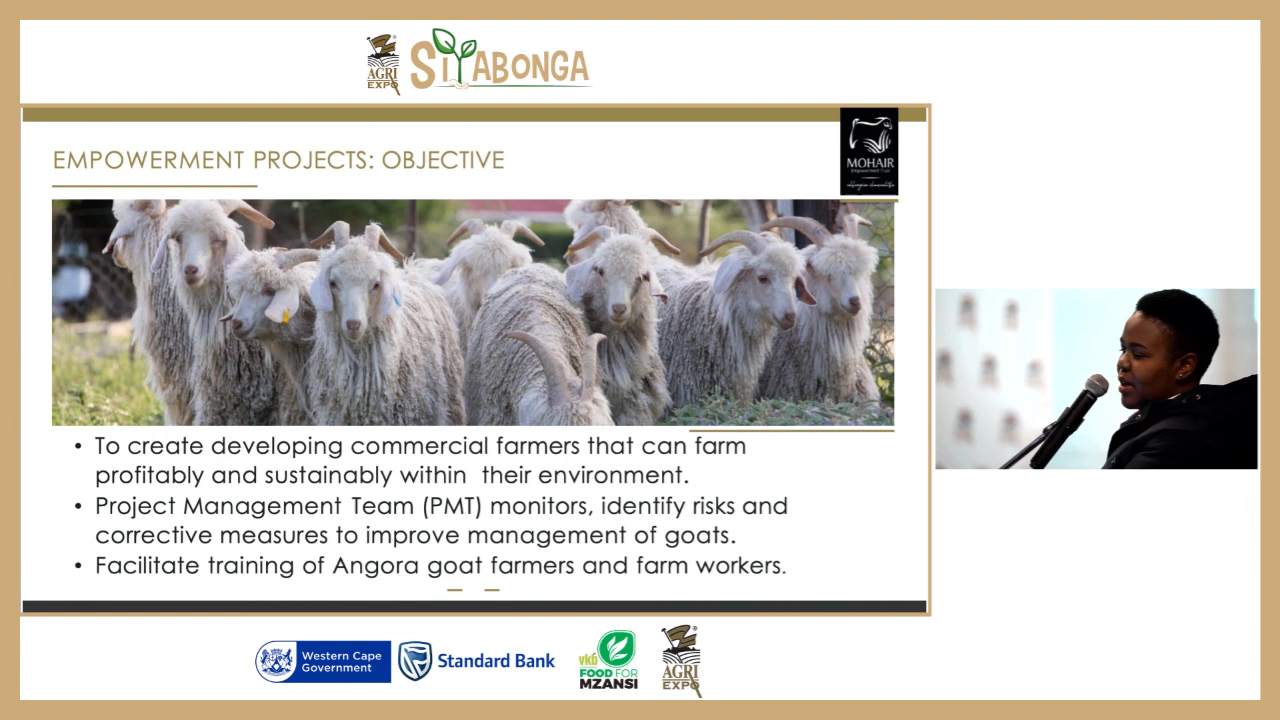 AGRI
EXPO
SIYABONGA
EMPOWERMENT PROJECTS: OBJECTIVE
MOHAIR
Empowerment Trust
• To create developing commercial farmers that can farm
profitably and sustainably within their environment.
• Project Management Team (PMT) monitors, identify risks and
corrective measures to improve management of goats.
• Facilitate training of Angora goat farmers and farm workers.
Western Cape
Government
Standard Bank
vkb
FOOD FOR
MZANSI
AGRI
EXPO